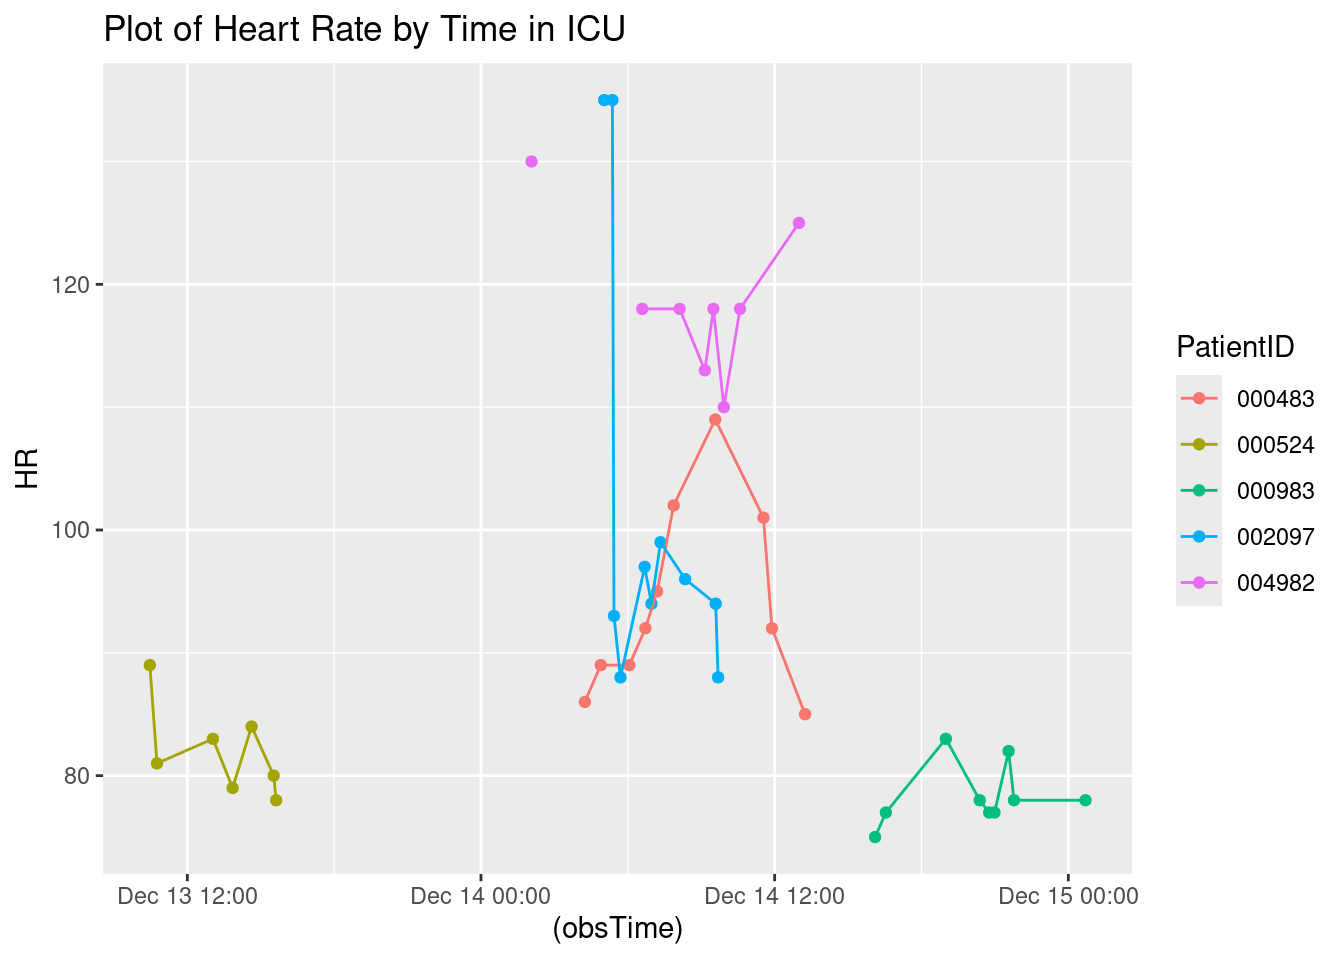 Plot of Heart Rate by Time in ICU
HR
120
100
80
Dec 13 12:00
Dec 14 00:00
Dec 14 12:00
Dec 15 00:00
(obsTime)
PatientID
000483
000524
000983
002097
004982